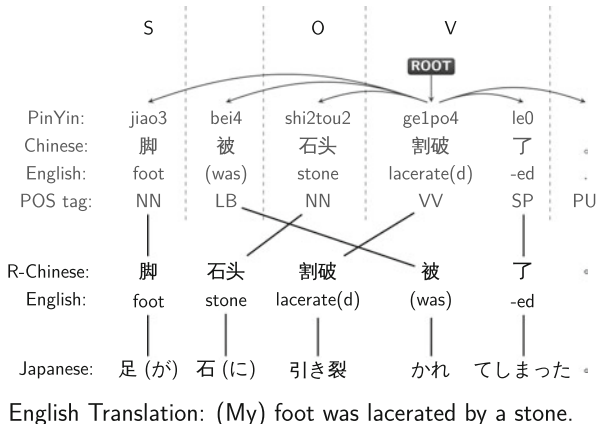 S O V
ROOT
PinYin: jiao3 bei4 shi2tou2 ge1po4 le0
Chinese: 脚 被 石头 割破 了 。
English: foot (was) stone lacerate(d) -ed .
POS tag: NN LB NN VV SP PU
R-Chinese: 脚 石头 割破 被 了 。
English: foot stone lacerate(d) (was) -ed
Japanese: 足 (が) 石 (に) 引き裂 かれ てしまった 。
English Translation: (My) foot was lacerated by a stone.